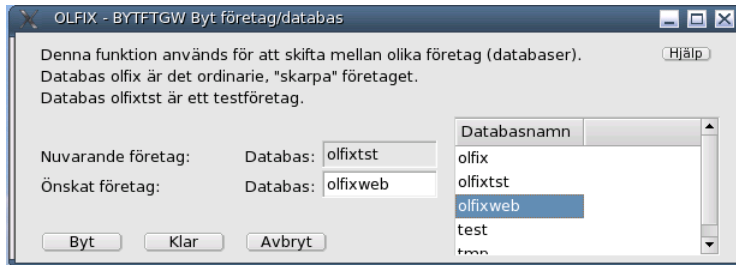 OLFIX - BYTFTGW Byt företag/databas
Denna funktion används för att skifta mellan olika företag (databaser).
Hjälp
Databas olfix är det ordinarie, "skarpa" företaget.
Databas olfixtst är ett testföretag.
Nuvarande företag: Databas: olfixtst
Önskat företag: Databas: olfixweb
Byt Klar Avbryt
Databasnamn
olfix
olfixtst
olfixweb
test
tmp